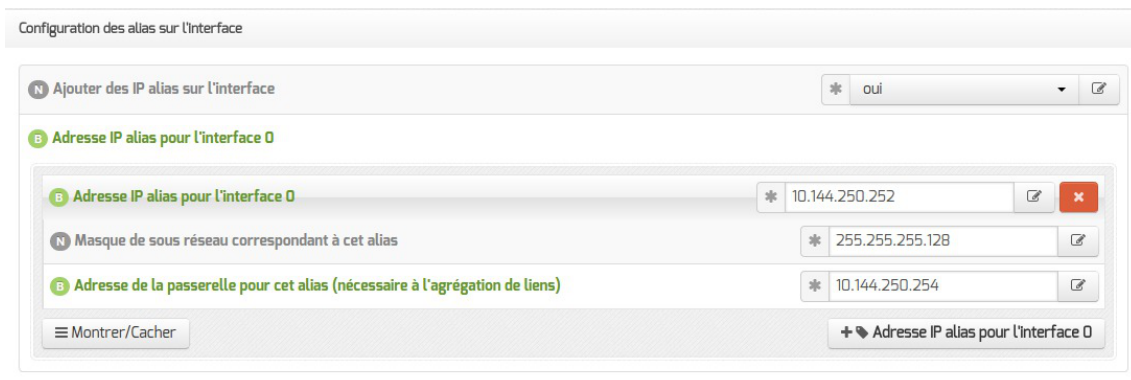 Configuration des alias sur l'interface
N Ajouter des IP alias sur l'interface
oui
B Adresse IP alias pour l'interface 0
B Adresse IP alias pour l'interface 0
10.144.250.252
N Masque de sous réseau correspondant à cet alias
255.255.255.128
B Adresse de la passerelle pour cet alias (nécessaire à l'agrégation de liens)
10.144.250.254
Montrer/Cacher
Adresse IP alias pour l'interface 0